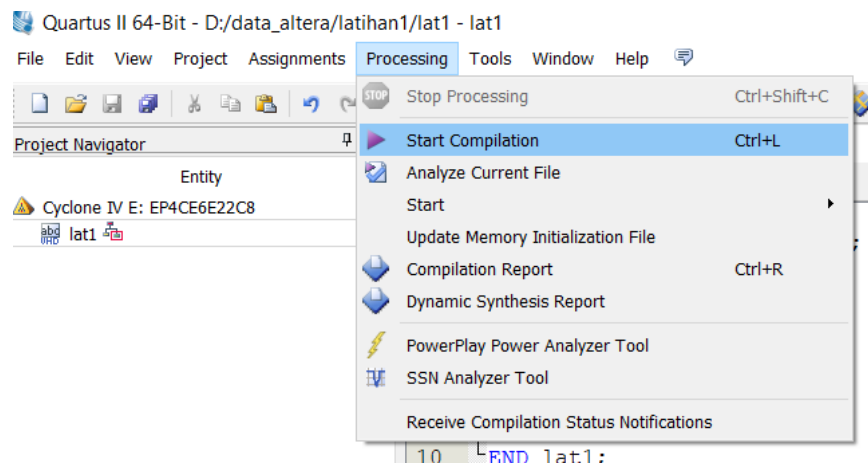 Quartus II 64-Bit - D:/data_altera/latihan1/lat1 - lat1
File Edit View Project Assignments Processing Tools Window Help
STOP Stop Processing Ctrl+Shift+C
Project Navigator
Start Compilation Ctrl+L
Entity
Analyze Current File
Cyclone IV E: EP4CE6E22C8
Start
abd VHD lat1
;
Update Memory Initialization File
Compilation Report Ctrl+R
Dynamic Synthesis Report
PowerPlay Power Analyzer Tool
SSN Analyzer Tool
Receive Compilation Status Notifications
10 END lat1;